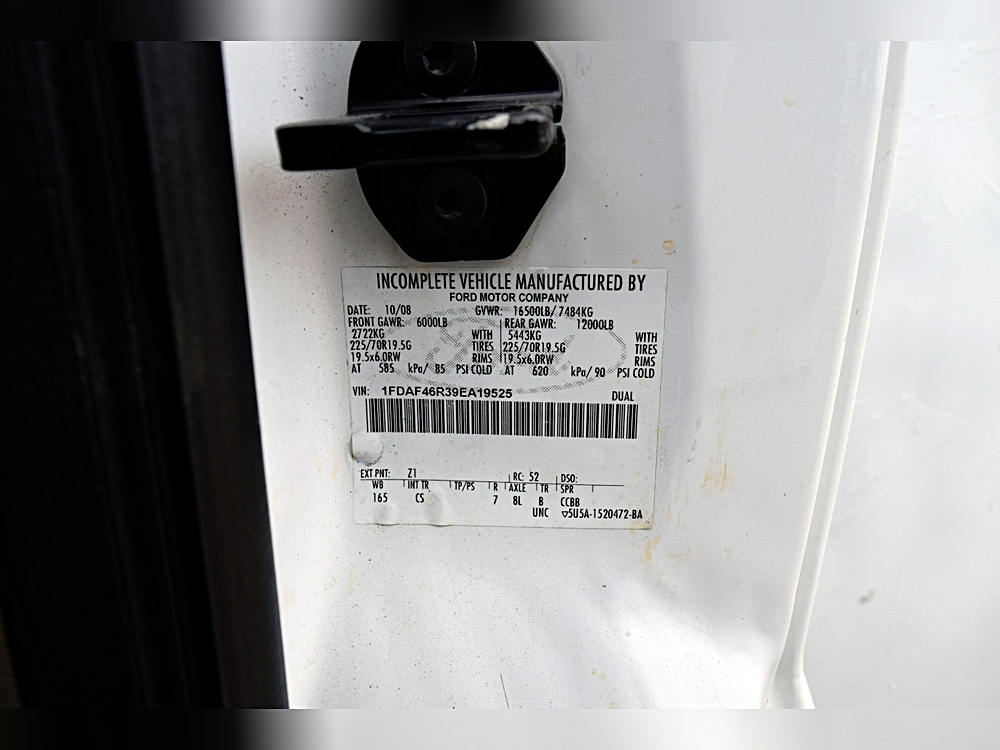 INCOMPLETE VEHICLE MANUFACTURED BY
FORD MOTOR COMPANY
DATE: 10/08 GVWR: 16500LB/ 7484KG
FRONT GAWR: 6000LB REAR GAWR: 12000LB
2722KG WITH 5443KG WITH
225/70R19.5G TIRES 225/70R19.5G TIRES
19.5x6.0RW RIMS 19.5x6.0RW RIMS
AT 585 kPa/ 85 PSI COLD AT 620 kPa/ 90 PSI COLD
VIN: 1FDAF46R39EA19525 DUAL
EXT PNT: Z1 RC: 52 DSO:
WB INT TR TP/PS R AXLE TR SPR
165 CS 7 8L B CCBB
UNC ▽5U5A-1520472-BA